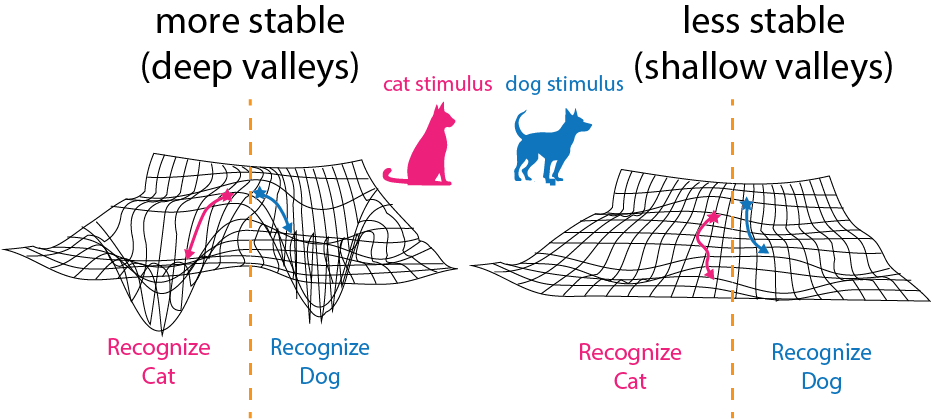 more stable
(deep valleys)
less stable
(shallow valleys)
cat stimulus
dog stimulus
Recognize
Cat
Recognize
Dog
Recognize
Cat
Recognize
Dog